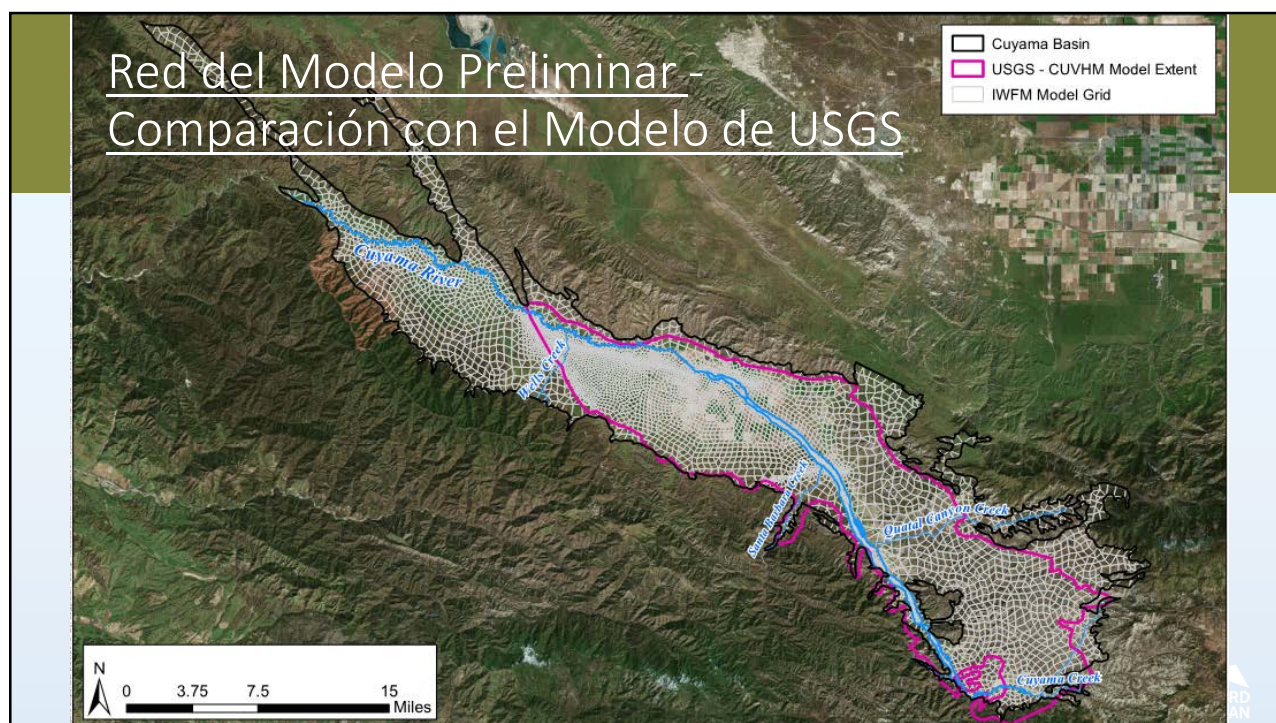 Red del Modelo Preliminar -
Comparación con el Modelo de USGS
Cuyama Basin
USGS - CUVHM Model Extent
IWFM Model Grid
Cuyama River
Wells Creek
Santa Barbara Creek
Quatal Canyon Creek
Cuyama Creek
N
0 3.75 7.5 15
Miles
RD
AN